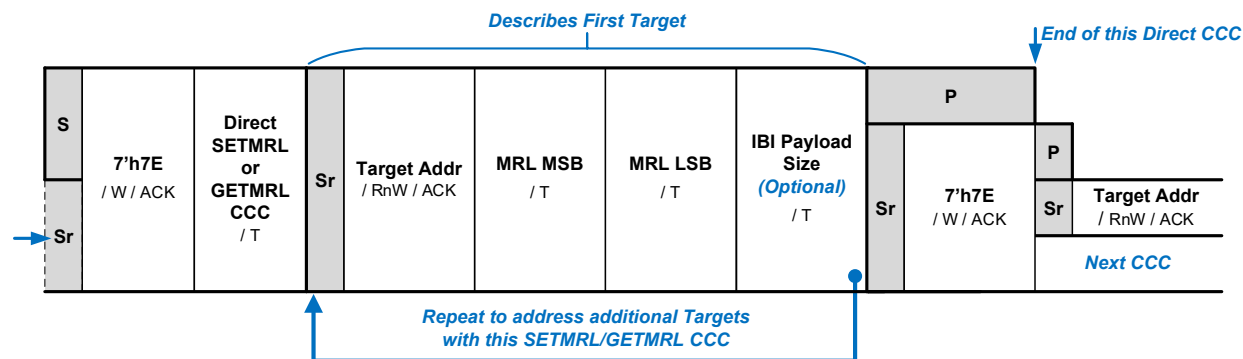 Describes First Target
End of this Direct CCC
S
Sr
7'h7E
/ W / ACK
Direct
SETMRL
or
GETMRL
CCC
/ T
Sr
Target Addr
/ RnW / ACK
MRL MSB
/ T
MRL LSB
/ T
IBI Payload
Size
(Optional)
/ T
P
Sr
7'h7E
/ W / ACK
P
Sr
Target Addr
/ RnW / ACK
Next CCC
Repeat to address additional Targets
with this SETMRL/GETMRL CCC